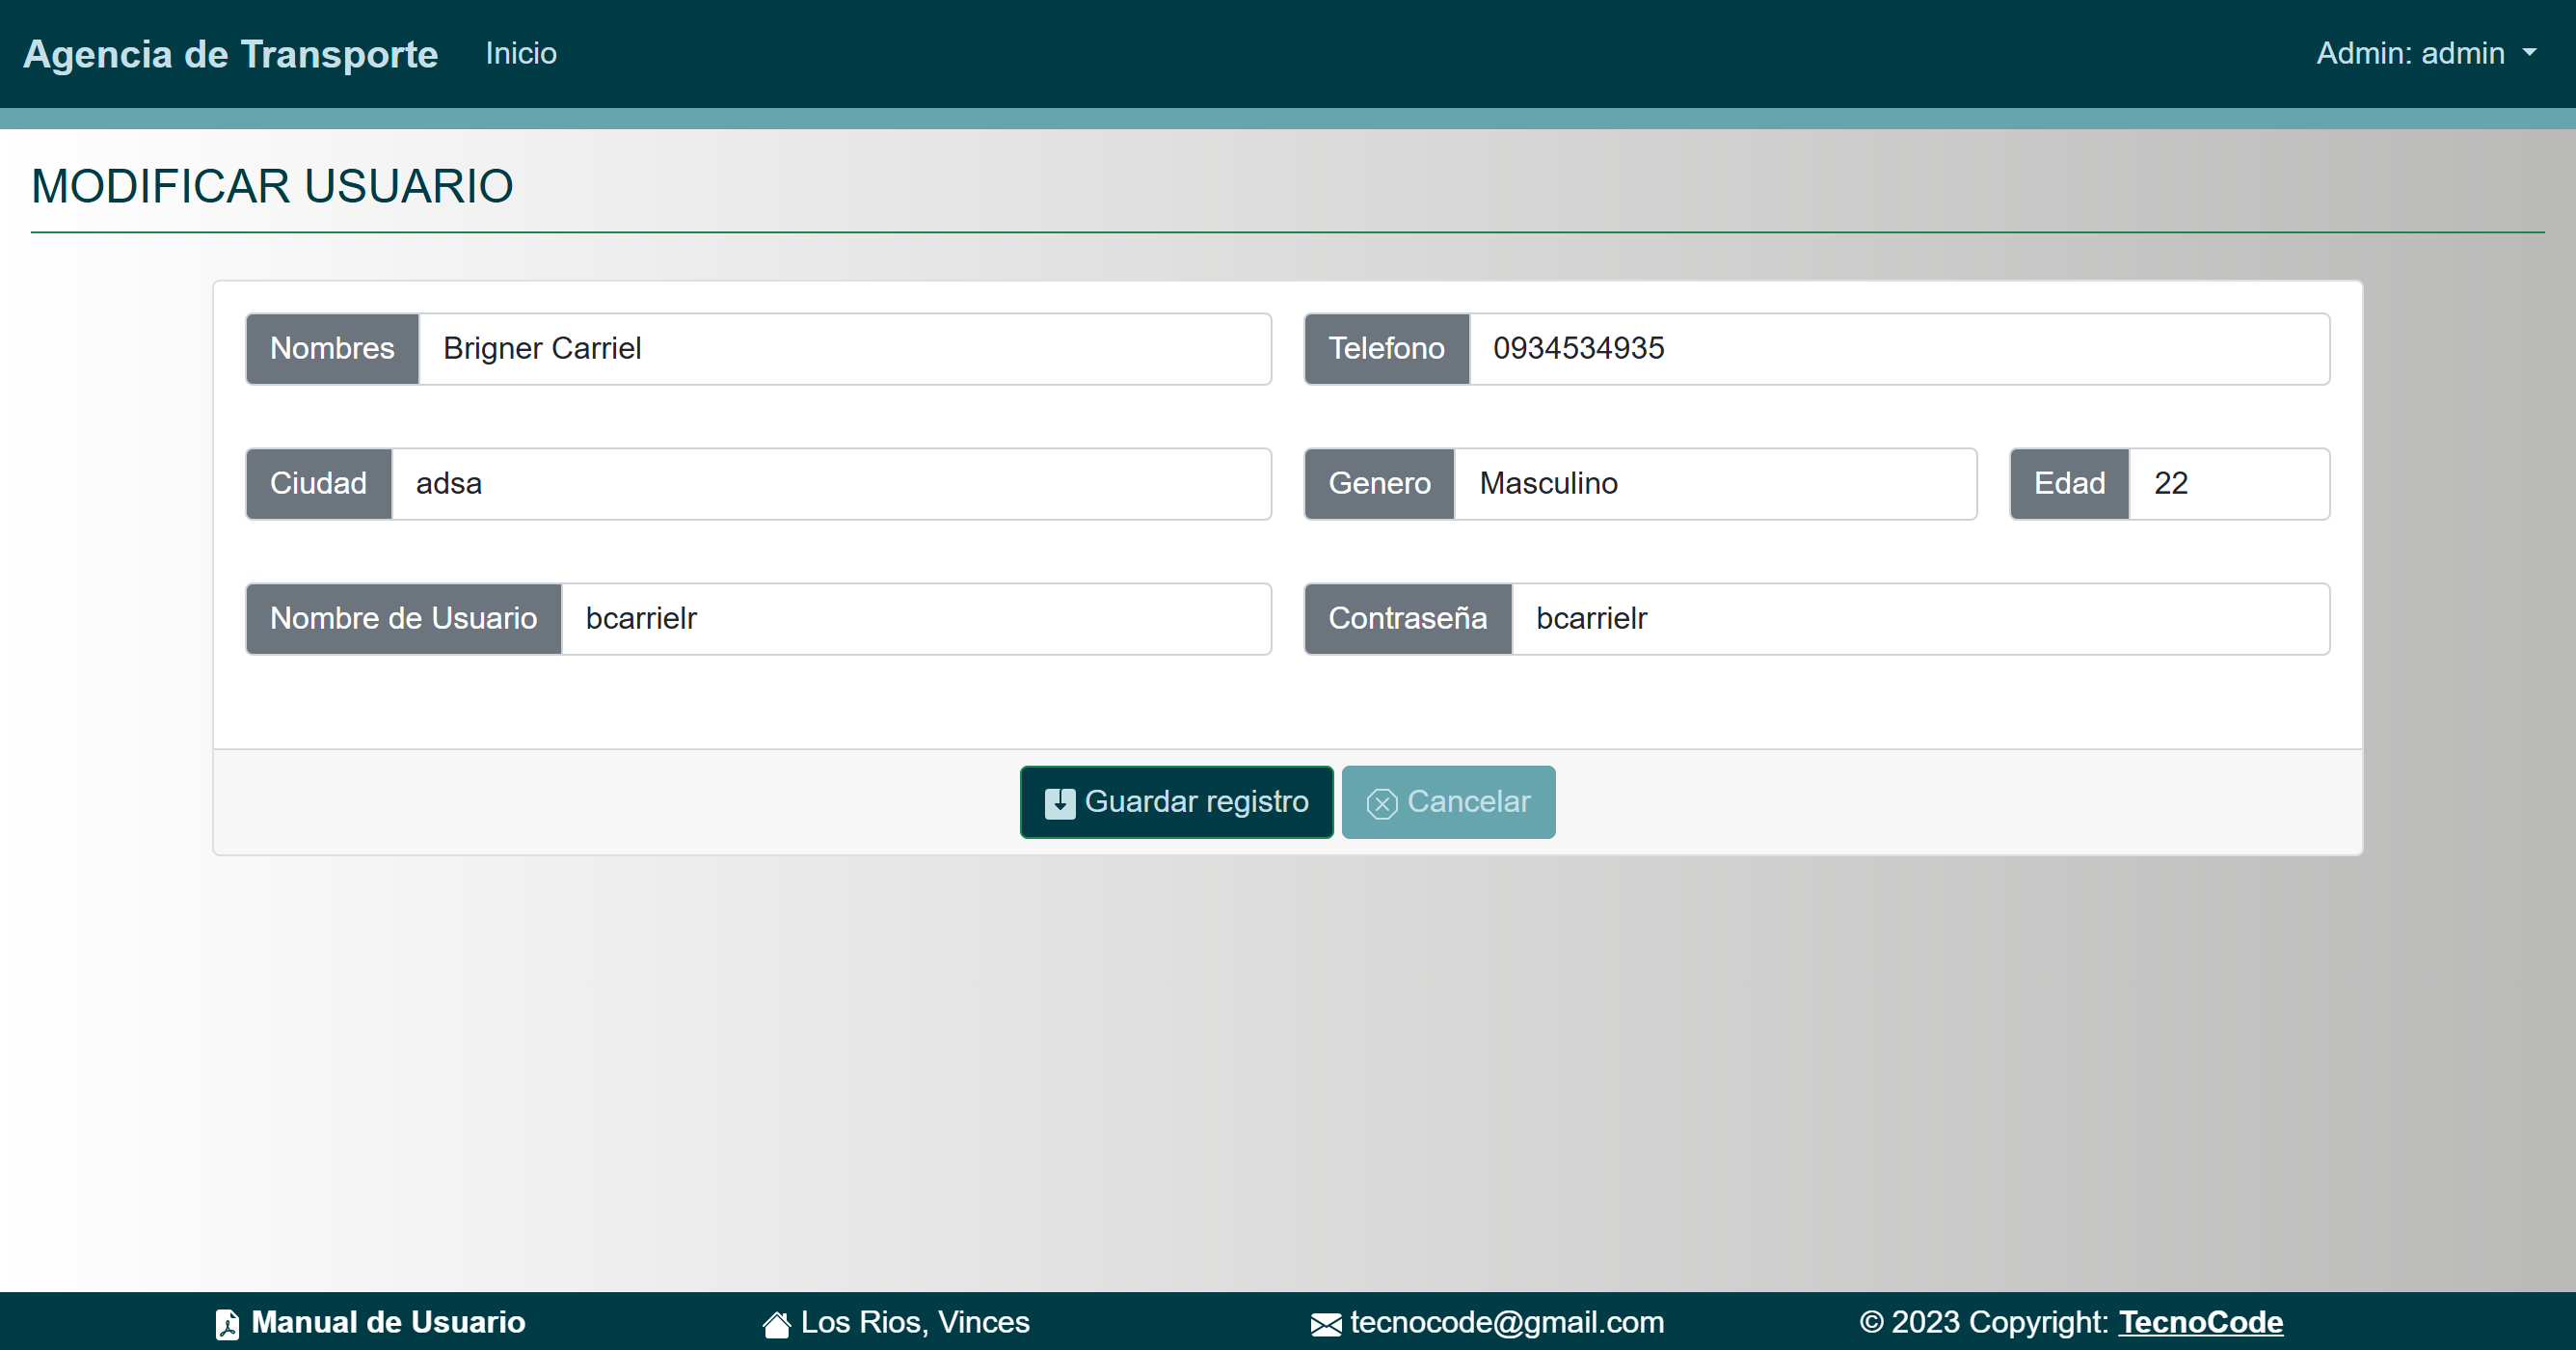 Agencia de Transporte Inicio Admin: admin
MODIFICAR USUARIO
Nombres Brigner Carriel Telefono 0934534935
Ciudad adsa Genero Masculino Edad 22
Nombre de Usuario bcarrielr Contraseña bcarrielr
Guardar registro Cancelar
Manual de Usuario Los Rios, Vinces tecnocode@gmail.com © 2023 Copyright: TecnoCode